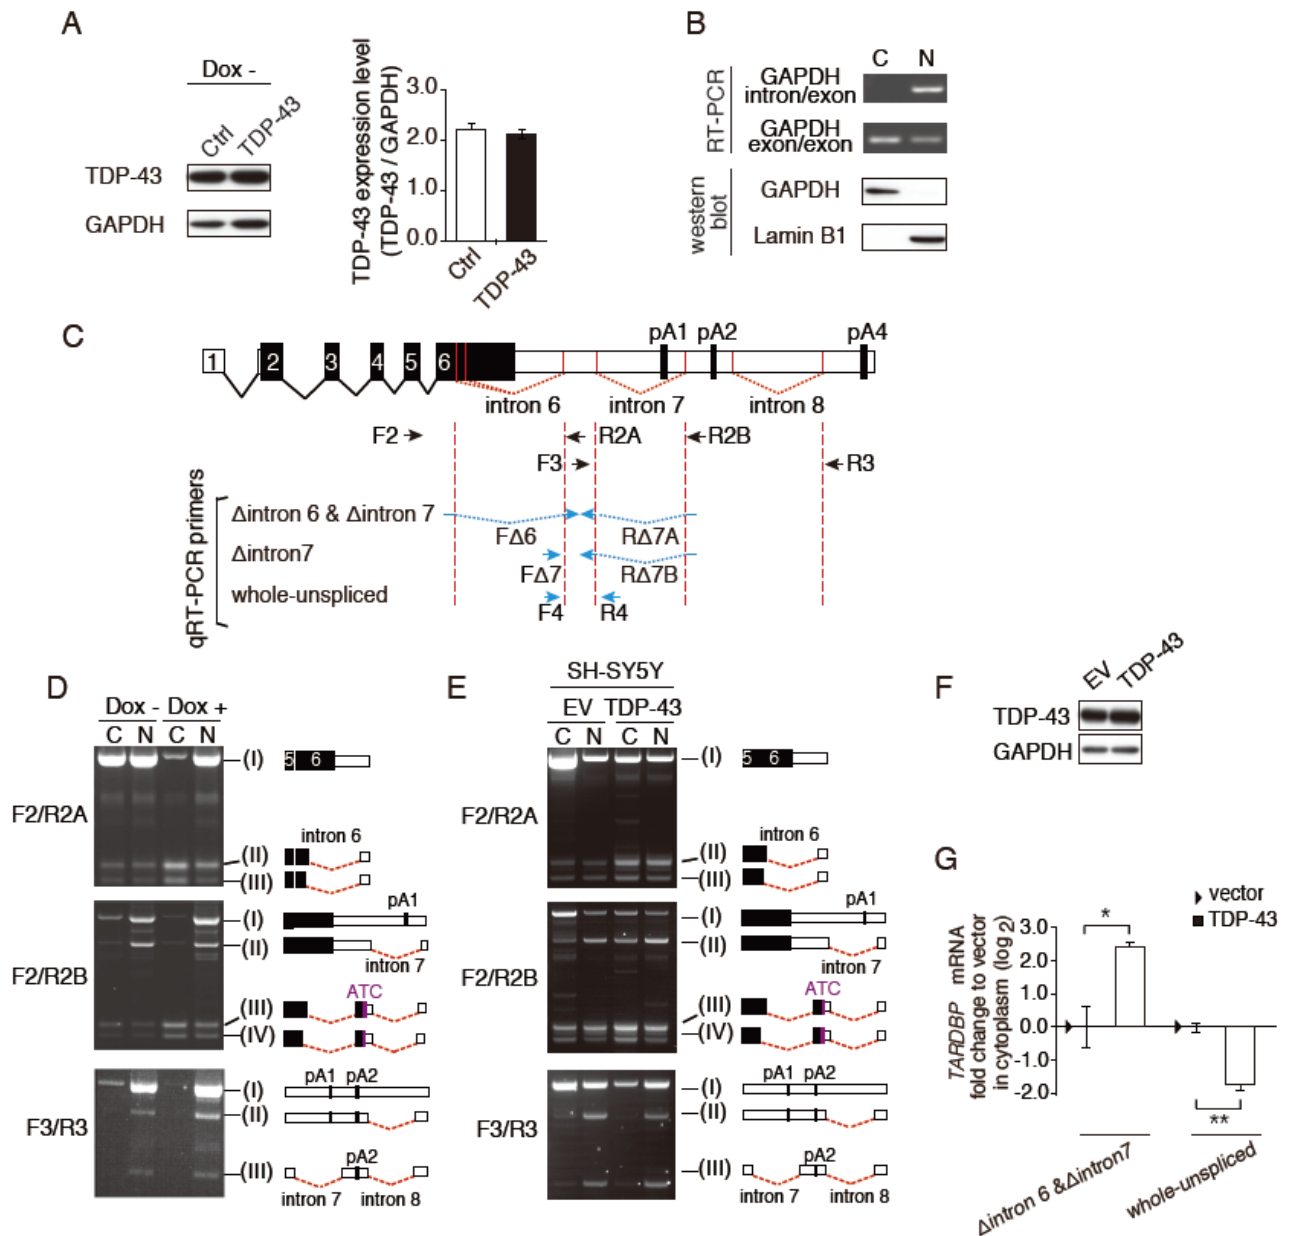 A
Dox -
Ctrl
TDP-43
TDP-43
GAPDH
TDP-43 expression level
(TDP-43 / GAPDH)
3.0
2.0
1.0
0.0
Ctrl
TDP-43
B
C N
RT-PCR
GAPDH
intron/exon
GAPDH
exon/exon
western
blot
GAPDH
Lamin B1
C
pA1 pA2 pA4
1 2 3 4 5 6
intron 6 intron 7 intron 8
F2 R2A R2B
F3 R3
qRT-PCR primers
Δintron 6 & Δintron 7
FΔ6 RΔ7A
Δintron7
FΔ7 RΔ7B
whole-unspliced
F4 R4
D
Dox - Dox +
C N C N
F2/R2A
(I)
5 6
intron 6
(II)
(III)
F2/R2B
pA1
(I)
(II)
intron 7
ATC
(III)
(IV)
F3/R3
pA1 pA2
(I)
(II)
pA2
(III)
intron 7 intron 8
E
SH-SY5Y
EV TDP-43
C N C N
F2/R2A
(I)
5 6
intron 6
(II)
(III)
F2/R2B
pA1
(I)
(II)
intron 7
ATC
(III)
(IV)
F3/R3
pA1 pA2
(I)
(II)
pA2
(III)
intron 7 intron 8
F
EV
TDP-43
TDP-43
GAPDH
G
vector
TDP-43
TARDBP mRNA
fold change to vector
in cytoplasm (log 2)
3.0
2.0
1.0
0.0
-1.0
-2.0
*
**
Δintron 6 &Δintron7
whole-unspliced